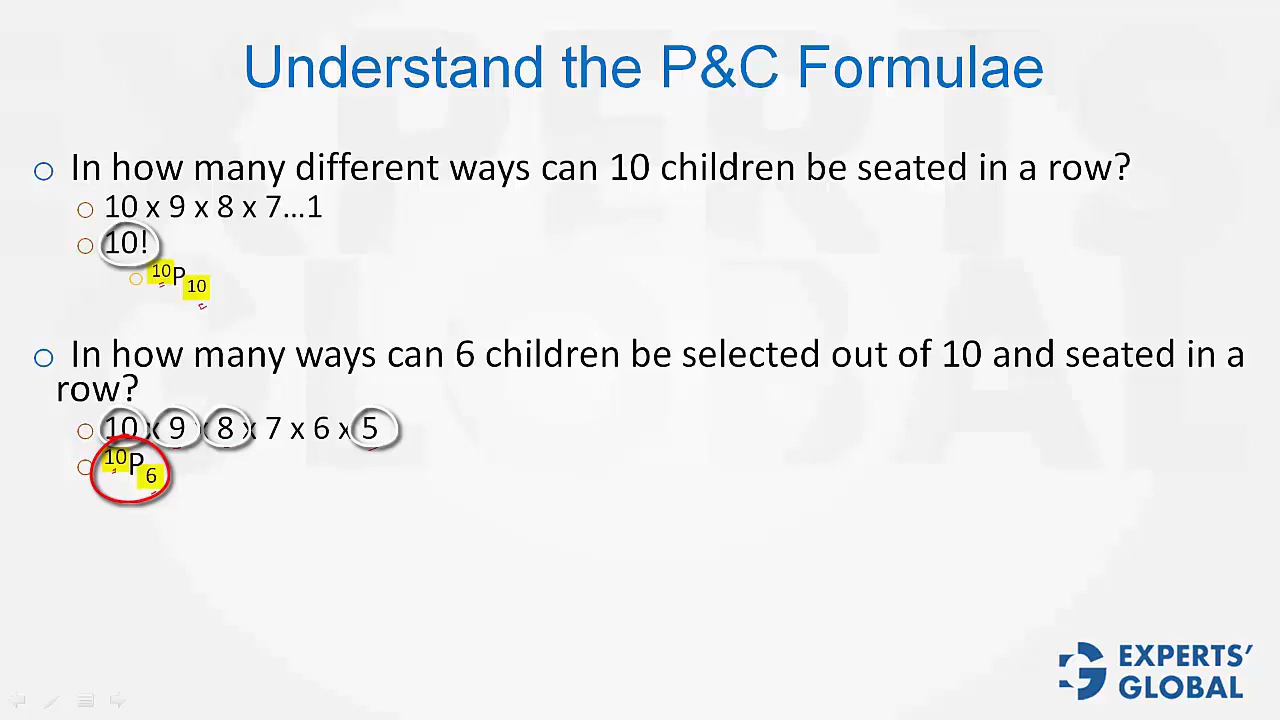 Understand the P&C Formulae
In how many different ways can 10 children be seated in a row?
10 x 9 x 8 x 7...1
10!
¹⁰P₁₀
In how many ways can 6 children be selected out of 10 and seated in a
row?
10 x 9 x 8 x 7 x 6 x 5
¹⁰P₆
EXPERTS'
GLOBAL